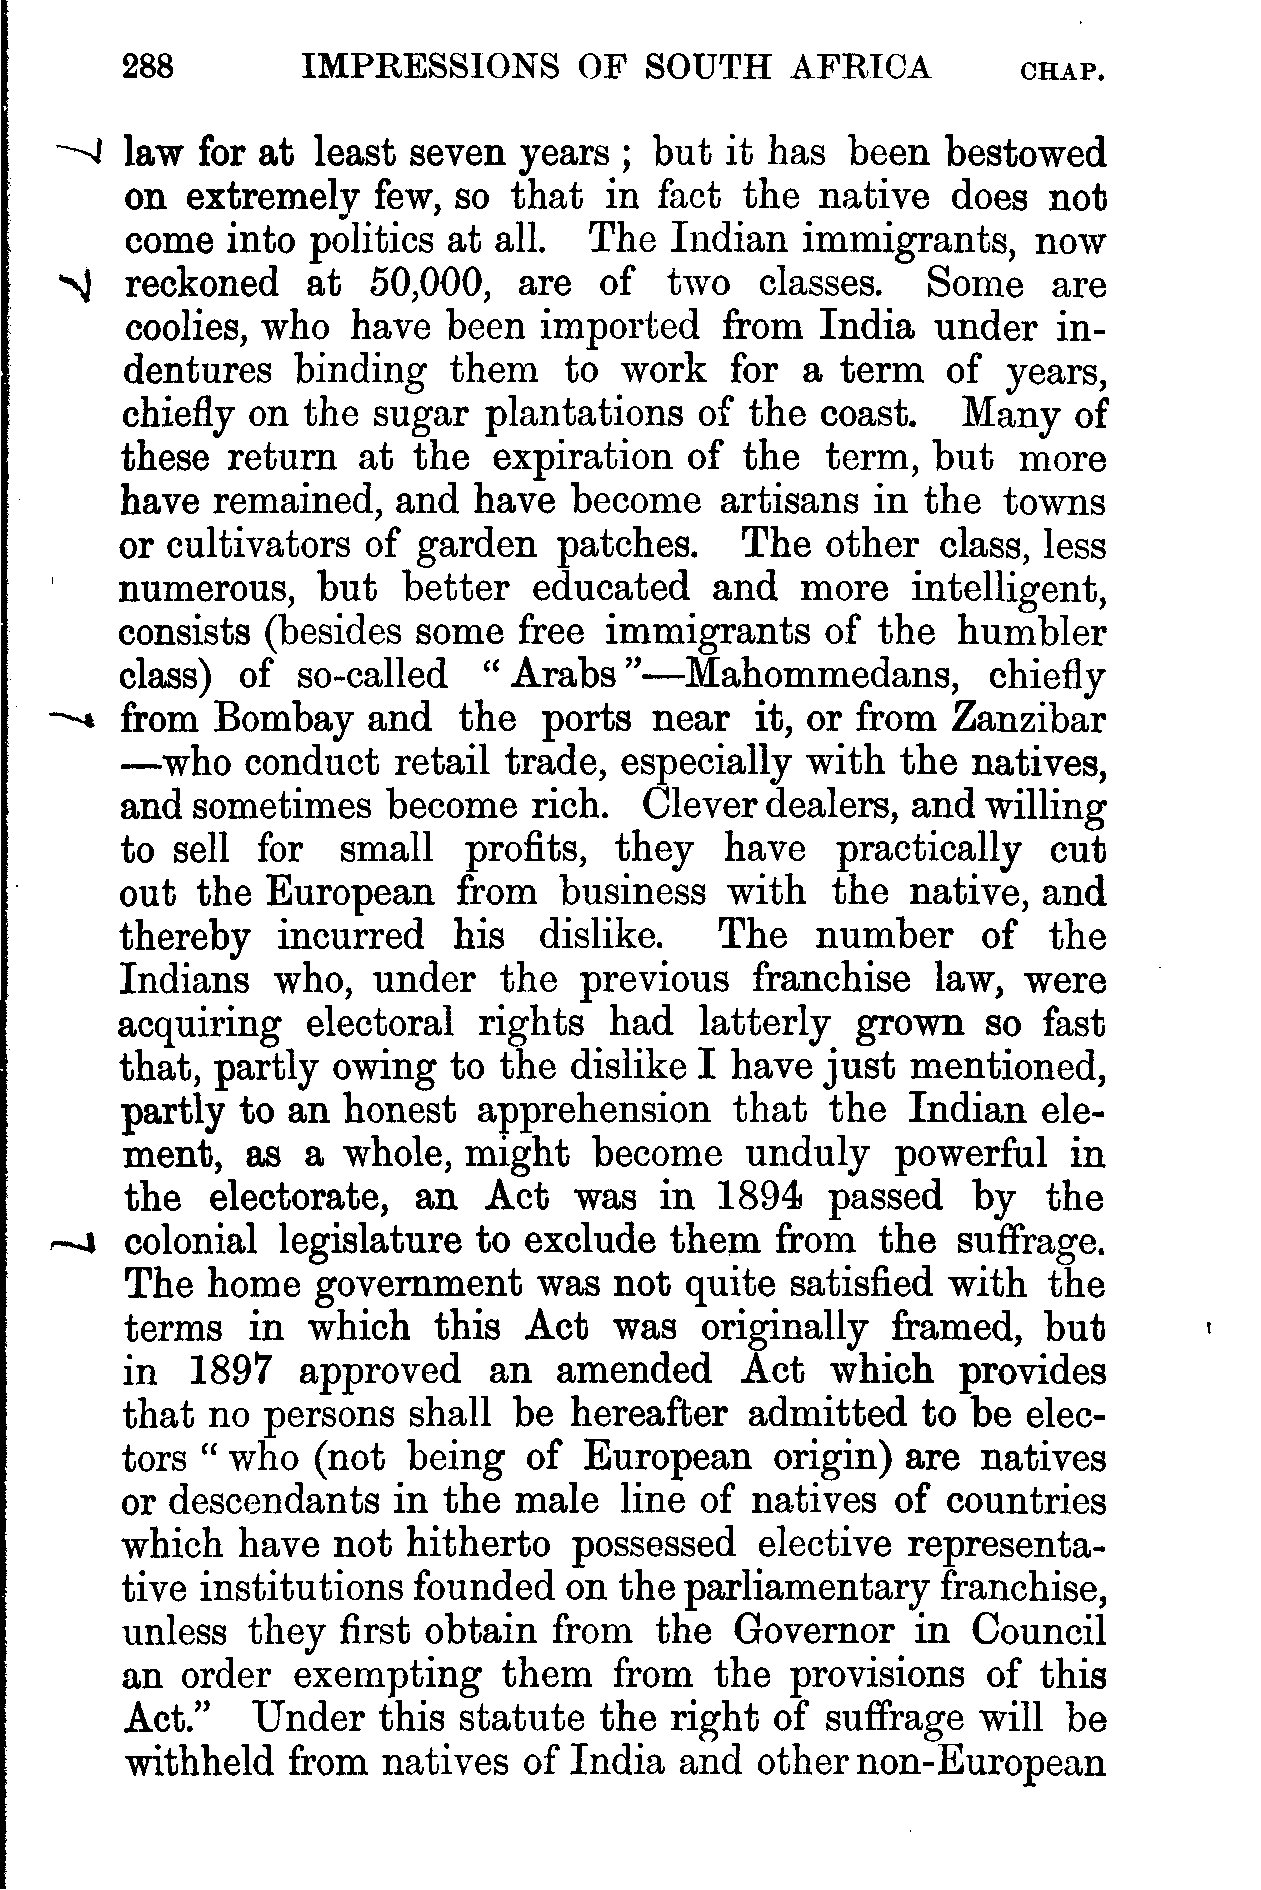 288 IMPRESSIONS OF SOUTH AFRICA CHAP.
law for at least seven years ; but it has been bestowed
on extremely few, so that in fact the native does not
come into politics at all. The Indian immigrants, now
reckoned at 50,000, are of two classes. Some are
coolies, who have been imported from India under in-
dentures binding them to work for a term of years,
chiefly on the sugar plantations of the coast. Many of
these return at the expiration of the term, but more
have remained, and have become artisans in the towns
or cultivators of garden patches. The other class, less
numerous, but better educated and more intelligent,
consists (besides some free immigrants of the humbler
class) of so-called “ Arabs ”—Mahommedans, chiefly
from Bombay and the ports near it, or from Zanzibar
—who conduct retail trade, especially with the natives,
and sometimes become rich. Clever dealers, and willing
to sell for small profits, they have practically cut
out the European from business with the native, and
thereby incurred his dislike. The number of the
Indians who, under the previous franchise law, were
acquiring electoral rights had latterly grown so fast
that, partly owing to the dislike I have just mentioned,
partly to an honest apprehension that the Indian ele-
ment, as a whole, might become unduly powerful in
the electorate, an Act was in 1894 passed by the
colonial legislature to exclude them from the suffrage.
The home government was not quite satisfied with the
terms in which this Act was originally framed, but
in 1897 approved an amended Act which provides
that no persons shall be hereafter admitted to be elec-
tors “ who (not being of European origin) are natives
or descendants in the male line of natives of countries
which have not hitherto possessed elective representa-
tive institutions founded on the parliamentary franchise,
unless they first obtain from the Governor in Council
an order exempting them from the provisions of this
Act.” Under this statute the right of suffrage will be
withheld from natives of India and other non-European